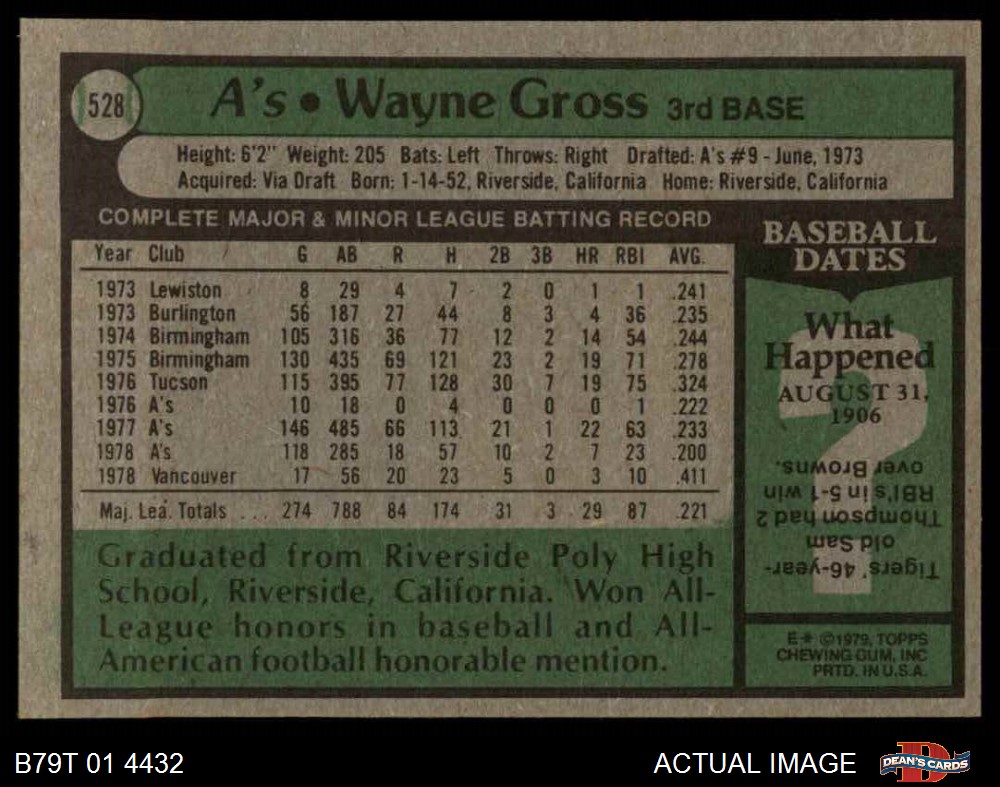 528
A's • Wayne Gross 3rd BASE
Height: 6'2" Weight: 205 Bats: Left Throws: Right Drafted: A's #9 - June, 1973
Acquired: Via Draft Born: 1-14-52, Riverside, California Home: Riverside, California
COMPLETE MAJOR & MINOR LEAGUE BATTING RECORD
Year Club G AB R H 2B 3B HR RBI AVG.
1973 Lewiston 8 29 4 7 2 0 1 1 .241
1973 Burlington 56 187 27 44 8 3 4 36 .235
1974 Birmingham 105 316 36 77 12 2 14 54 .244
1975 Birmingham 130 435 69 121 23 2 19 71 .278
1976 Tucson 115 395 77 128 30 7 19 75 .324
1976 A's 10 18 0 4 0 0 0 1 .222
1977 A's 146 485 66 113 21 1 22 63 .233
1978 A's 118 285 18 57 10 2 7 23 .200
1978 Vancouver 17 56 20 23 5 0 3 10 .411
Maj. Lea. Totals ... 274 788 84 174 31 3 29 87 .221
Graduated from Riverside Poly High
School, Riverside, California. Won All-
League honors in baseball and All-
American football honorable mention.
BASEBALL
DATES
What
Happened
AUGUST 31,
1906
Tigers' 46-year-
old Sam
Thompson had 2
RBI's in 5-1 win
over Browns.
E* ©1979, TOPPS
CHEWING GUM, INC
PRTD. IN U.S.A.
B79T 01 4432
ACTUAL IMAGE
DEAN'S CARDS